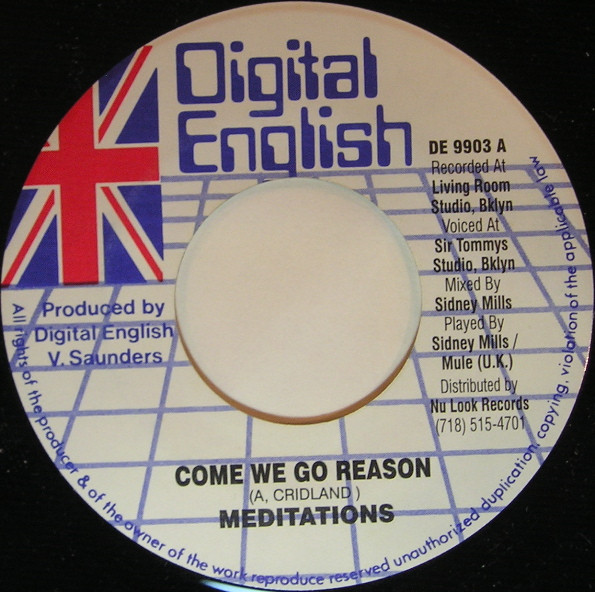 Digital
English
DE 9903 A
Recorded At
Living Room
Studio, Bklyn
Voiced At
Sir Tommys
Studio, Bklyn
Mixed By
Sidney Mills
Played By
Sidney Mills /
Mule (U.K.)
Distributed by
Nu Look Records
(718) 515-4701
Produced by
Digital English
V. Saunders
COME WE GO REASON
(A, CRIDLAND )
MEDITATIONS
All rights of the producer, & of the owner of the work reproduce reserved unauthorized duplication, copying, violation of the applicable law